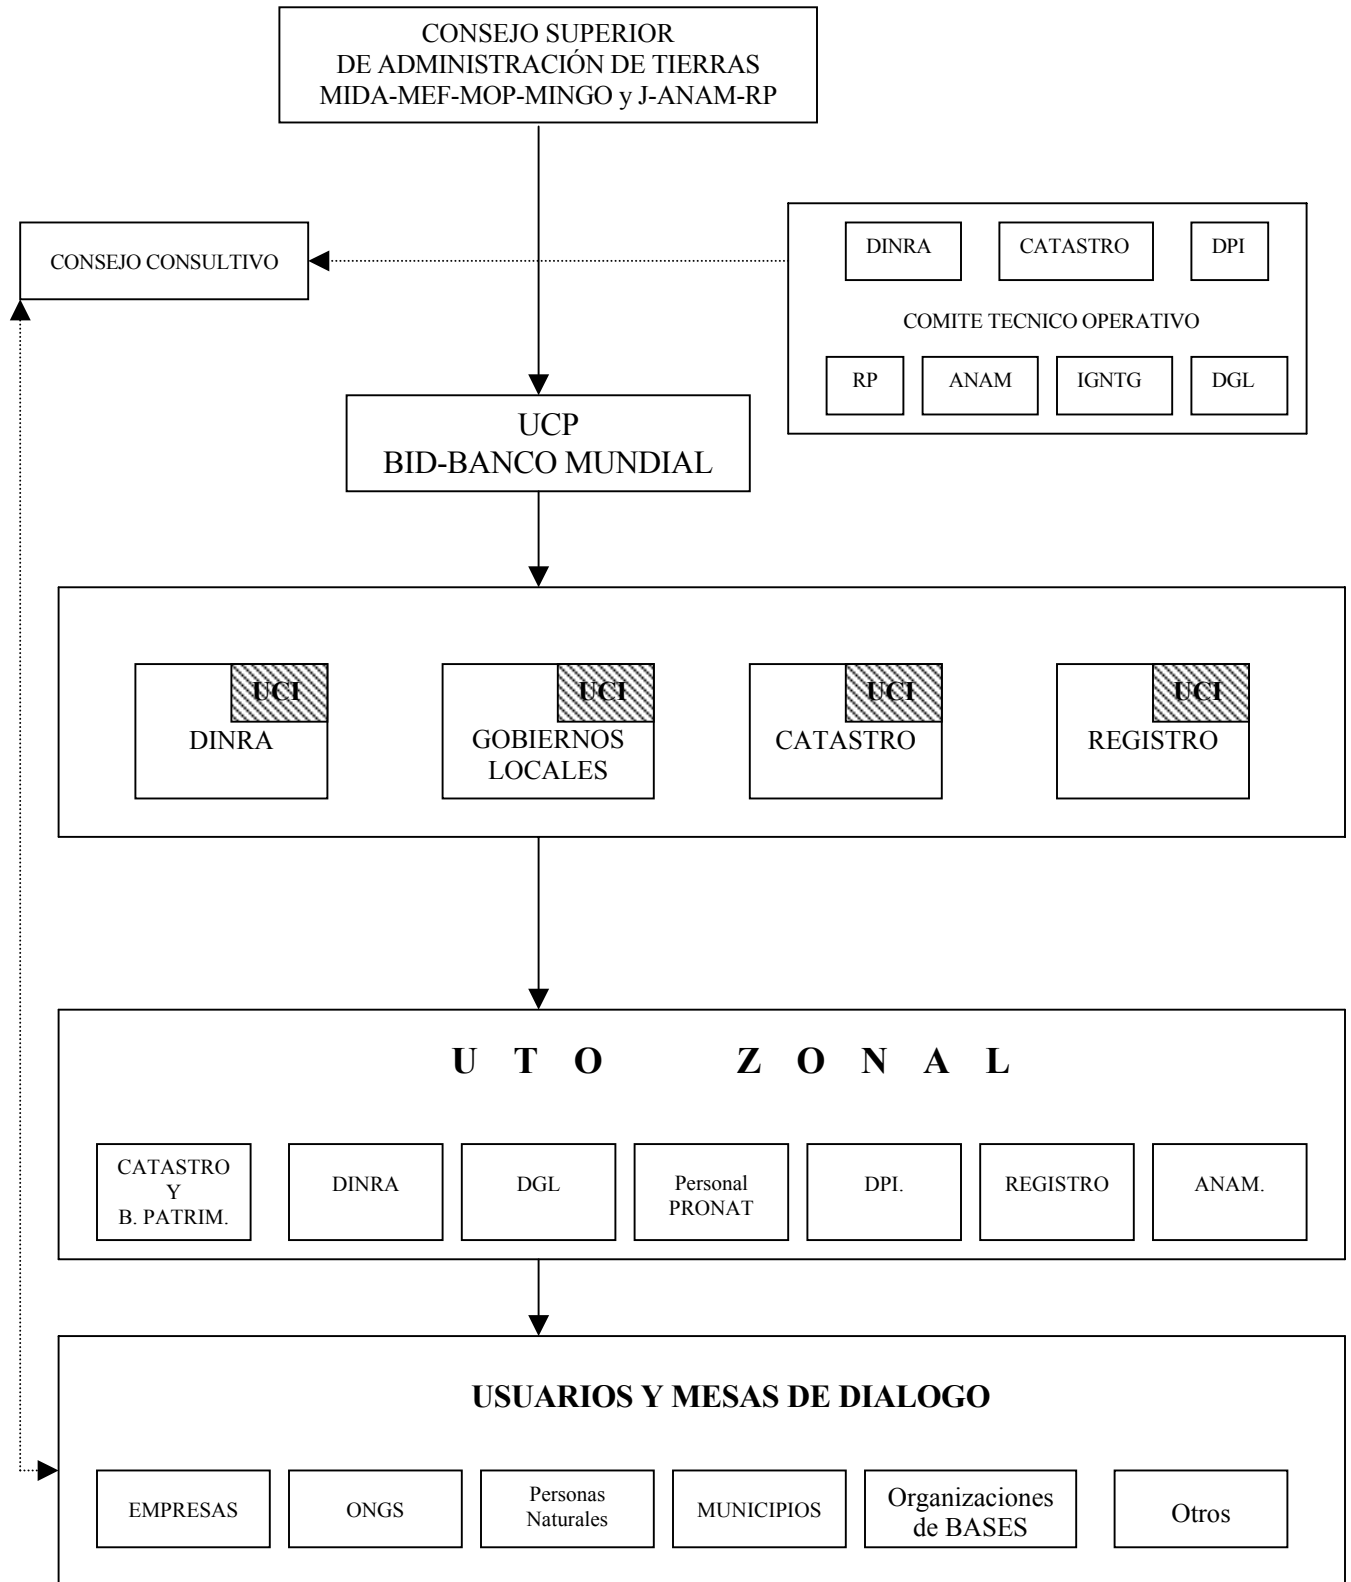 CONSEJO SUPERIOR
DE ADMINISTRACIÓN DE TIERRAS
MIDA-MEF-MOP-MINGO y J-ANAM-RP
CONSEJO CONSULTIVO
DINRA
CATASTRO
DPI
COMITE TECNICO OPERATIVO
RP
ANAM
IGNTG
DGL
UCP
BID-BANCO MUNDIAL
UCI
DINRA
UCI
GOBIERNOS
LOCALES
UCI
CATASTRO
UCI
REGISTRO
U T O Z O N A L
CATASTRO
Y
B. PATRIM.
DINRA
DGL
Personal
PRONAT
DPI.
REGISTRO
ANAM.
USUARIOS Y MESAS DE DIALOGO
EMPRESAS
ONGS
Personas
Naturales
MUNICIPIOS
Organizaciones
de BASES
Otros